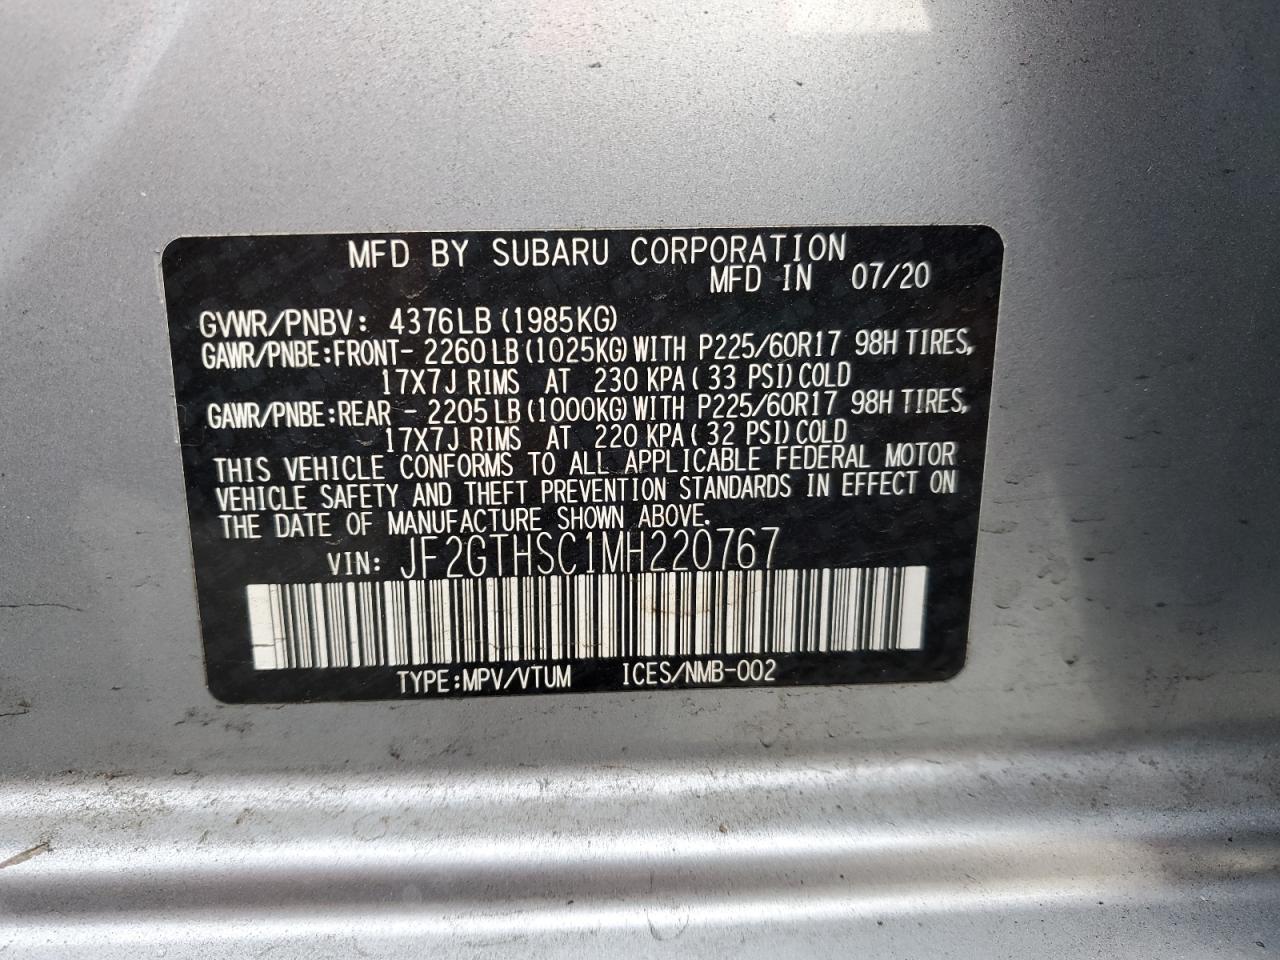 MFD BY SUBARU CORPORATION
MFD IN 07/20
GVWR/PNBV: 4376LB (1985KG)
GAWR/PNBE:FRONT- 2260LB (1025KG)WITH P225/60R17 98H TIRES,
17X7J RIMS AT 230 KPA (33 PSI)COLD
GAWR/PNBE:REAR - 2205LB (1000KG)WITH P225/60R17 98H TIRES,
17X7J RIMS AT 220 KPA (32 PSI)COLD
THIS VEHICLE CONFORMS TO ALL APPLICABLE FEDERAL MOTOR
VEHICLE SAFETY AND THEFT PREVENTION STANDARDS IN EFFECT ON
THE DATE OF MANUFACTURE SHOWN ABOVE.
VIN: JF2GTHSC1MH220767
TYPE:MPV/VTUM ICES/NMB-002